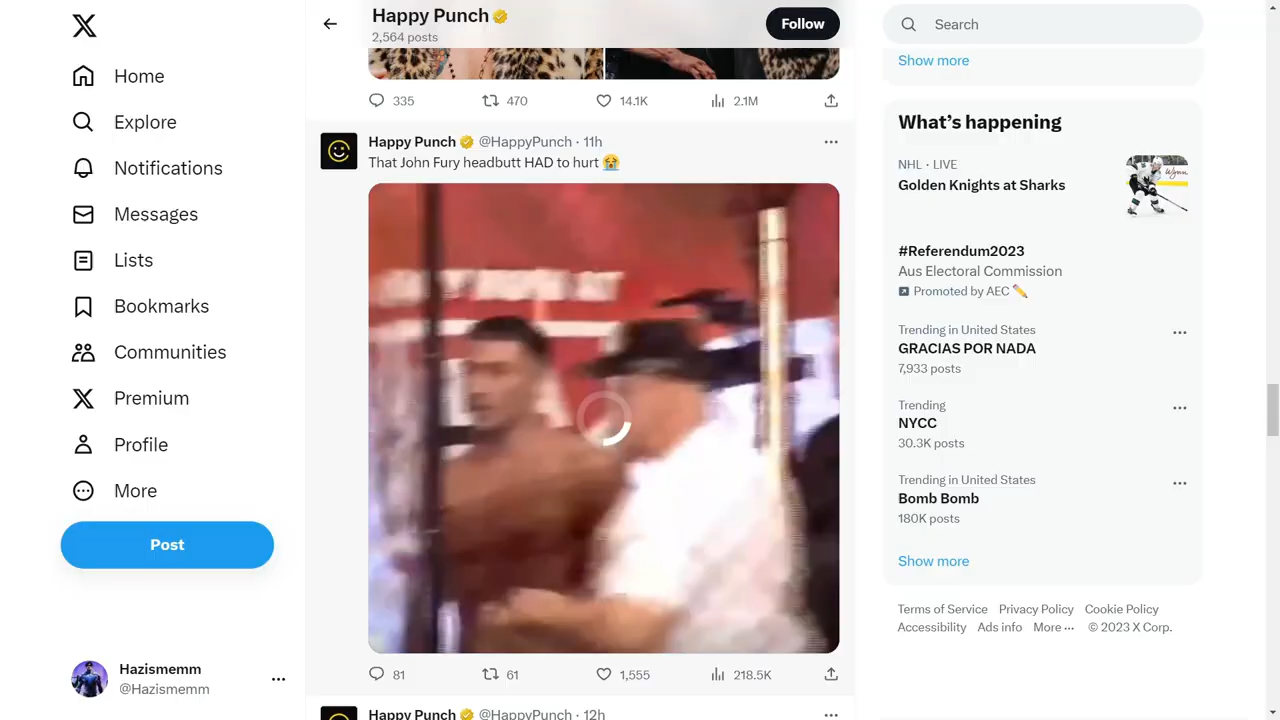 Happy Punch
2,564 posts
Follow
335
470
14.1K
2.1M
Happy Punch @HappyPunch · 11h
That John Fury headbutt HAD to hurt 😭
81
61
1,555
218.5K
Happy Punch @HappyPunch · 12h
Home
Explore
Notifications
Messages
Lists
Bookmarks
Communities
Premium
Profile
More
Post
Hazismemm
@Hazismemm
Search
Show more
What's happening
NHL · LIVE
Golden Knights at Sharks
#Referendum2023
Aus Electoral Commission
Promoted by AEC ✏️
Trending in United States
GRACIAS POR NADA
7,933 posts
Trending
NYCC
30.3K posts
Trending in United States
Bomb Bomb
180K posts
Show more
Terms of Service Privacy Policy Cookie Policy
Accessibility Ads info More ··· © 2023 X Corp.